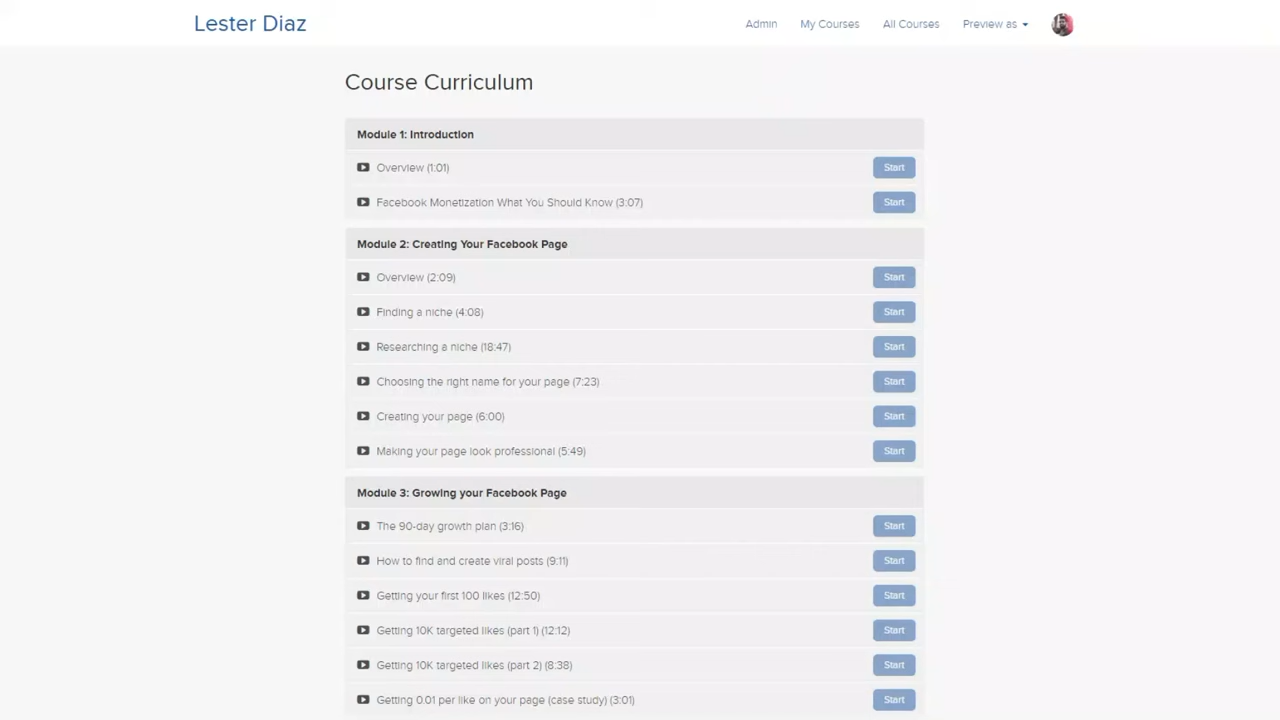 Lester Diaz
Admin My Courses All Courses Preview as
Course Curriculum
Module 1: Introduction
Overview (1:01) Start
Facebook Monetization What You Should Know (3:07) Start
Module 2: Creating Your Facebook Page
Overview (2:09) Start
Finding a niche (4:08) Start
Researching a niche (18:47) Start
Choosing the right name for your page (7:23) Start
Creating your page (6:00) Start
Making your page look professional (5:49) Start
Module 3: Growing your Facebook Page
The 90-day growth plan (3:16) Start
How to find and create viral posts (9:11) Start
Getting your first 100 likes (12:50) Start
Getting 10K targeted likes (part 1) (12:12) Start
Getting 10K targeted likes (part 2) (8:38) Start
Getting 0.01 per like on your page (case study) (3:01) Start